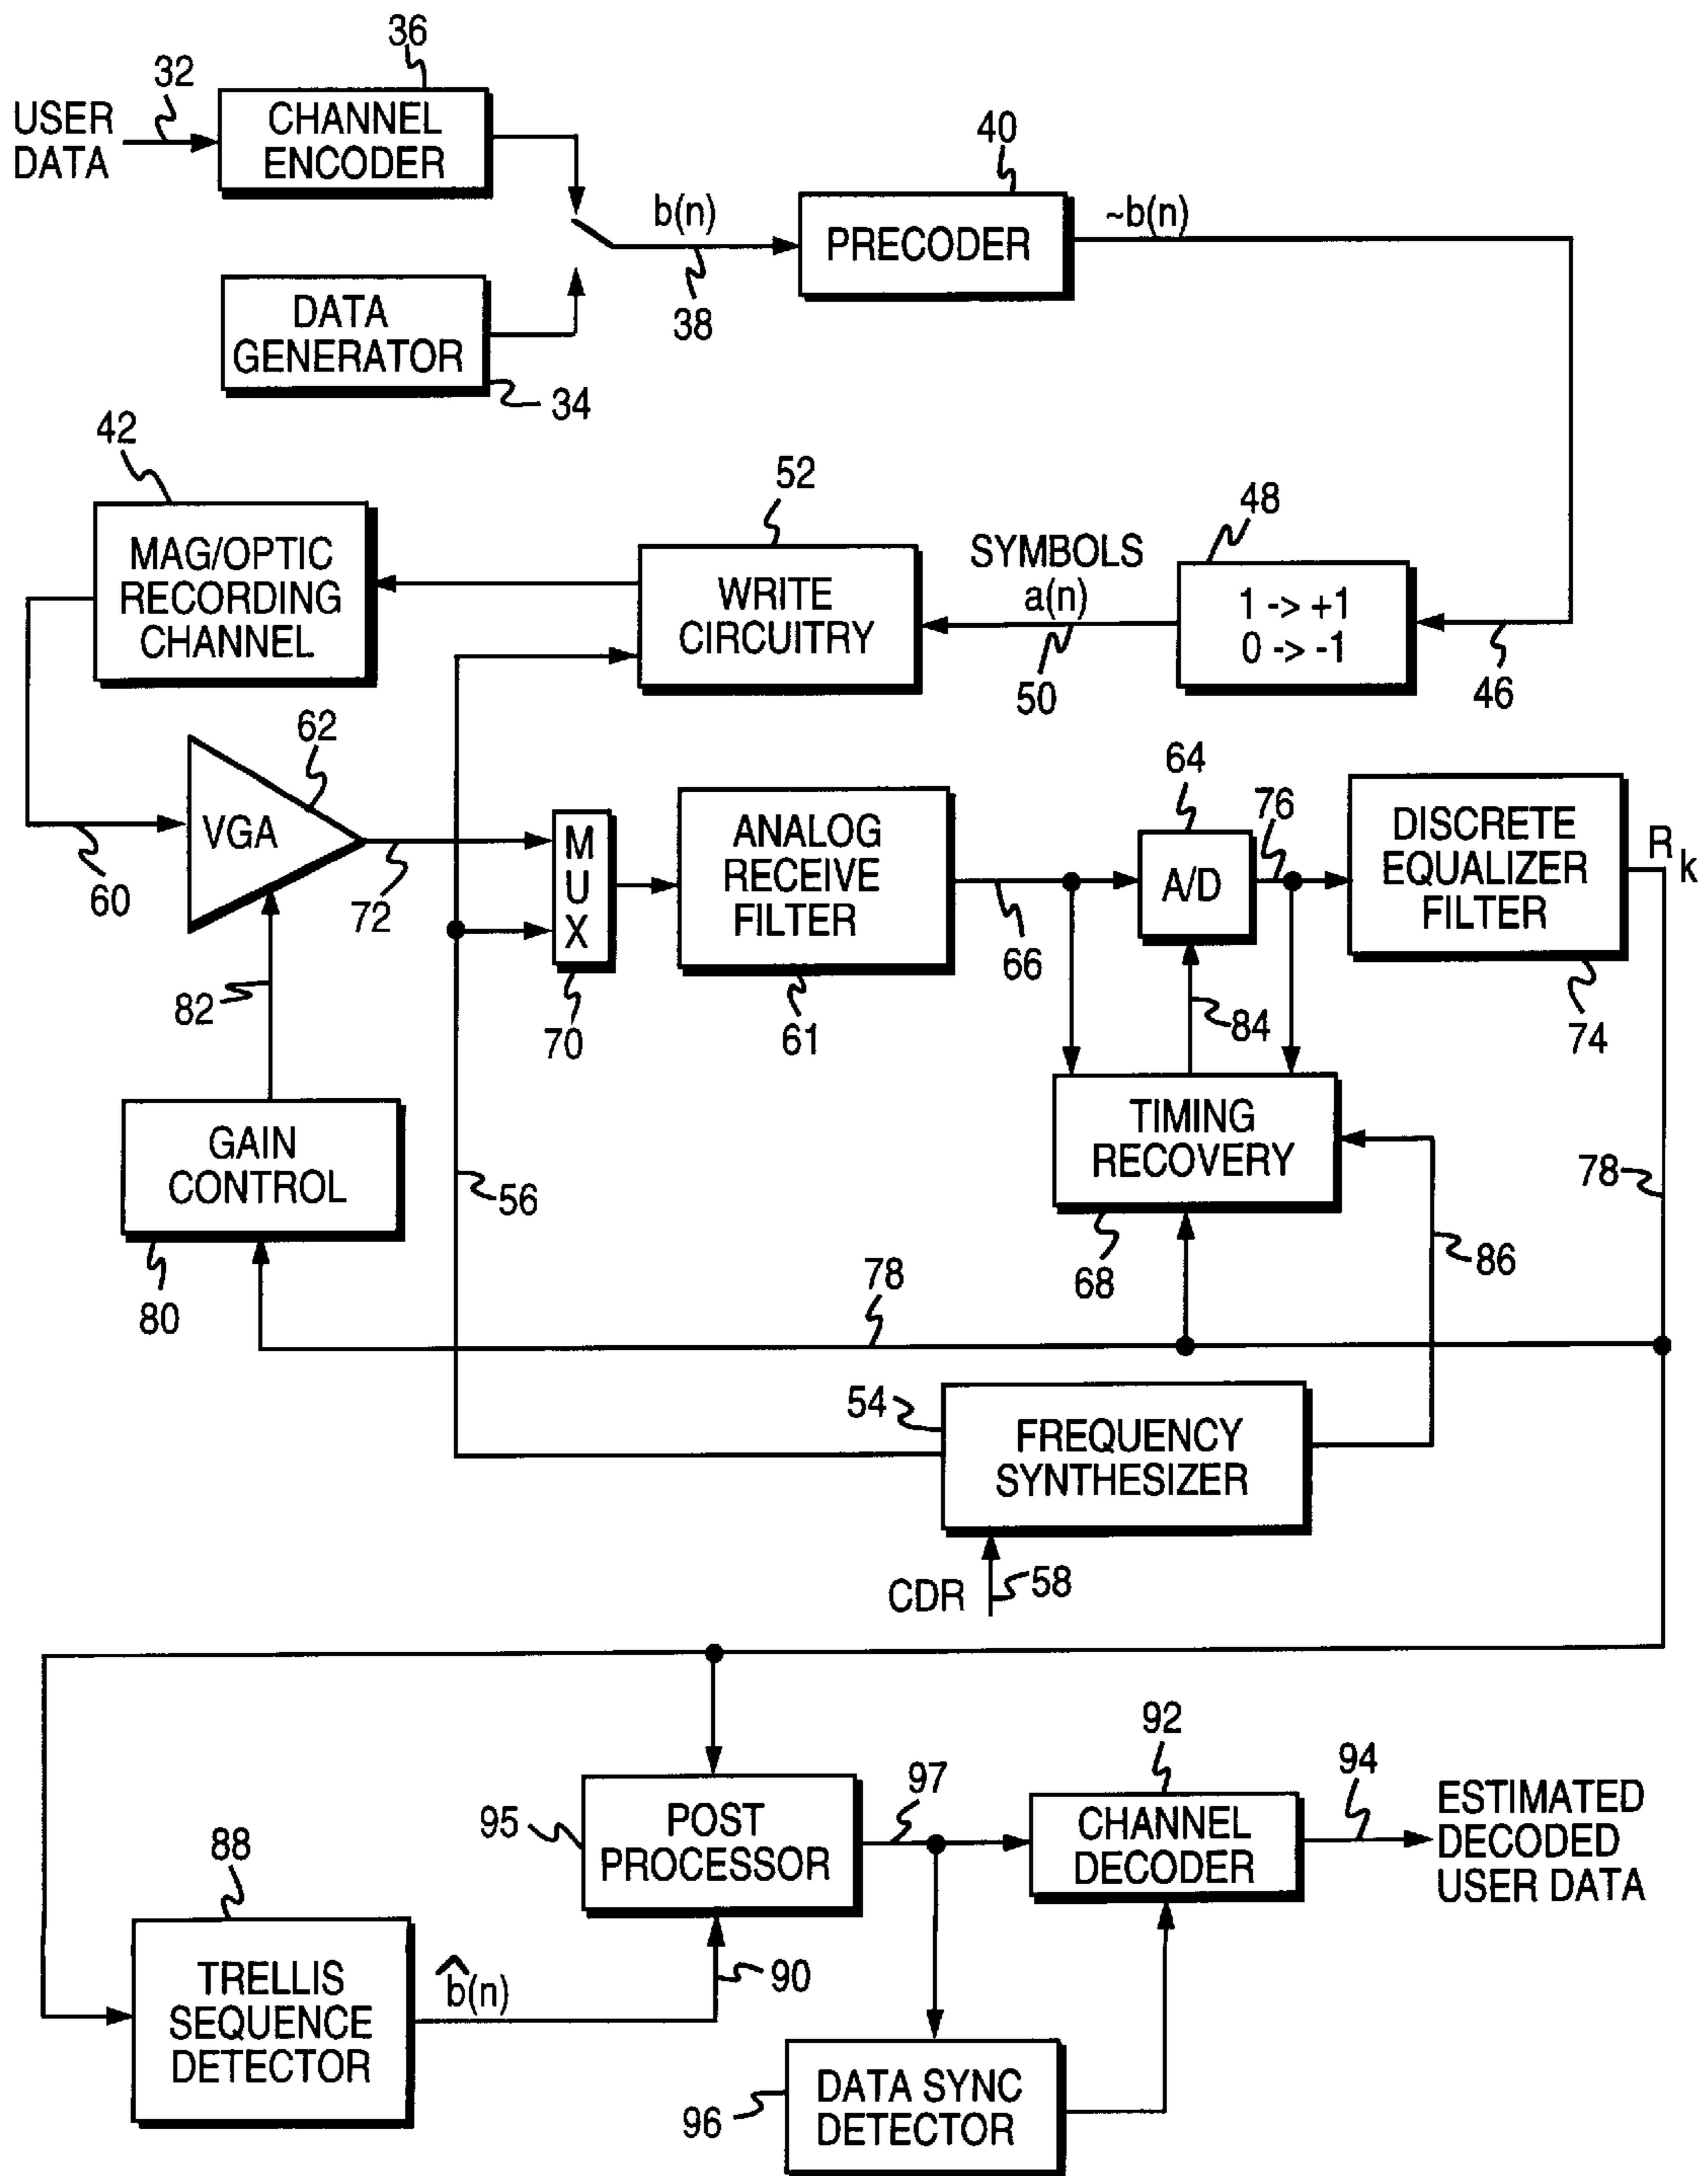 36
32
USER
DATA
CHANNEL
ENCODER
40
b(n)
PRECODER
~b(n)
38
DATA
GENERATOR
34
42
52
48
MAG/OPTIC
RECORDING
CHANNEL
WRITE
CIRCUITRY
SYMBOLS
a(n)
1 -> +1
0 -> -1
50
46
62
64
76
VGA
M
U
X
ANALOG
RECEIVE
FILTER
A/D
DISCRETE
EQUALIZER
FILTER
R k
60
72
66
82
70
61
84
74
GAIN
CONTROL
TIMING
RECOVERY
56
78
80
78
68
86
54
FREQUENCY
SYNTHESIZER
CDR
58
92
97
94
95
POST
PROCESSOR
CHANNEL
DECODER
ESTIMATED
DECODED
USER DATA
88
TRELLIS
SEQUENCE
DETECTOR
b̂(n)
90
96
DATA SYNC
DETECTOR